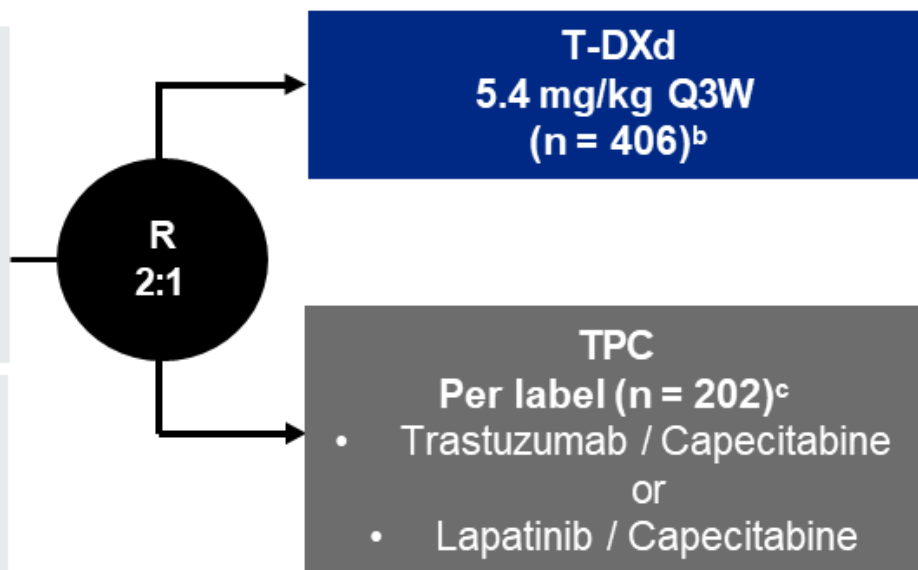 R
2:1
T-DXd
5.4 mg/kg Q3W
(n = 406)ᵇ
TPC
Per label (n = 202)ᶜ
• Trastuzumab / Capecitabine
or
• Lapatinib / Capecitabine